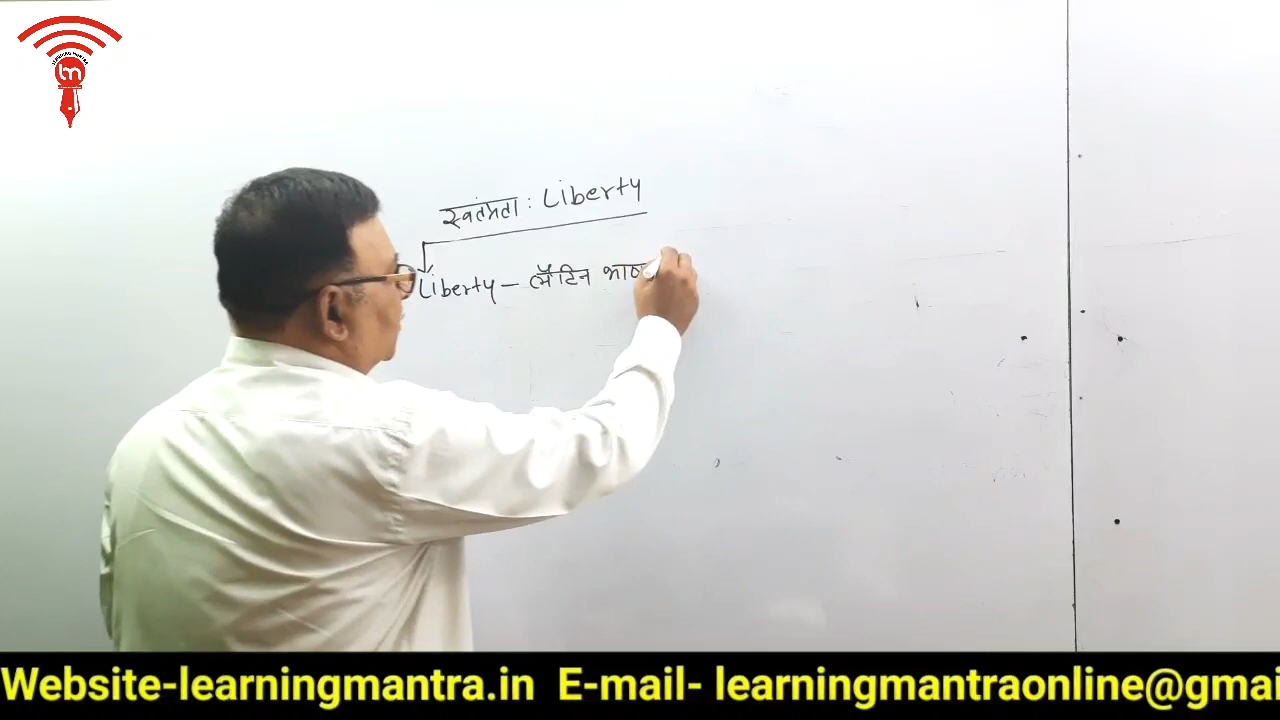 स्वतंत्रता : Liberty
Liberty – लैटिन
Website-learningmantra.in E-mail- learningmantraonline@gmai